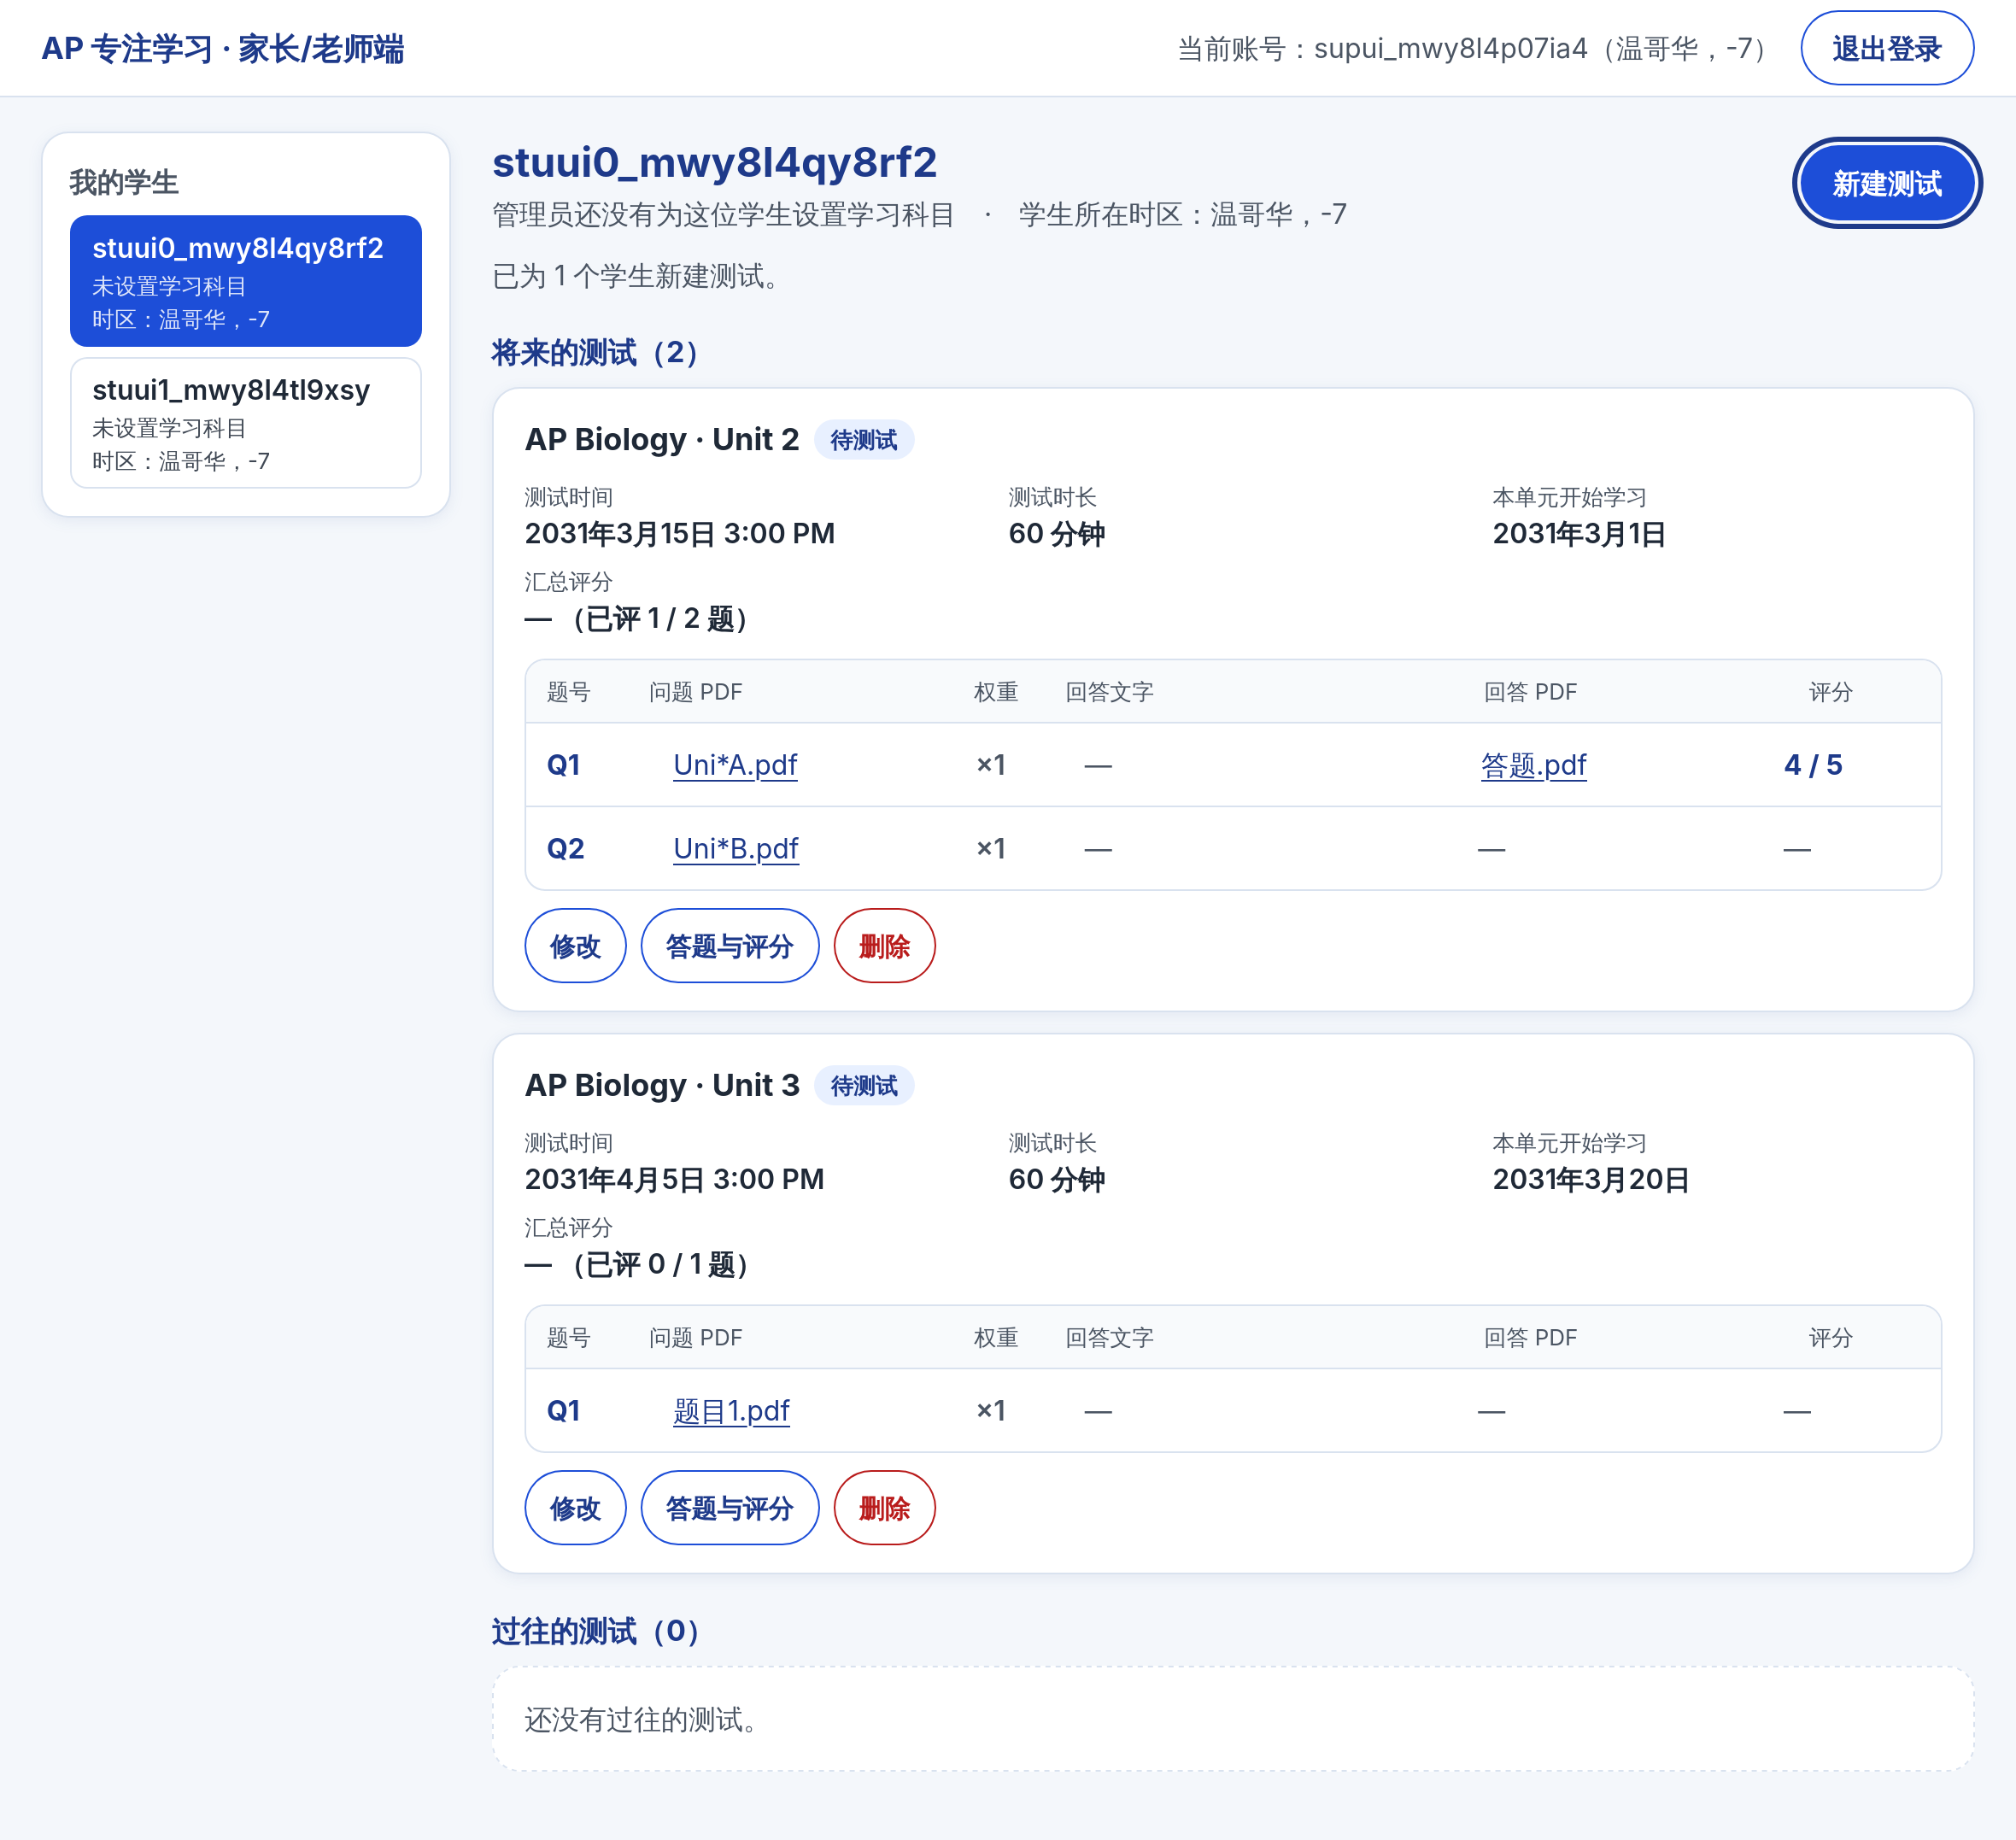 AP 专注学习 · 家长/老师端
当前账号：supui_mwy8l4p07ia4（温哥华，-7）
退出登录
我的学生
stuui0_mwy8l4qy8rf2
未设置学习科目
时区：温哥华，-7
stuui1_mwy8l4tl9xsy
未设置学习科目
时区：温哥华，-7
stuui0_mwy8l4qy8rf2
管理员还没有为这位学生设置学习科目 · 学生所在时区：温哥华，-7
新建测试
已为 1 个学生新建测试。
将来的测试（2）
AP Biology · Unit 2 待测试
测试时间 测试时长 本单元开始学习
2031年3月15日 3:00 PM 60 分钟 2031年3月1日
汇总评分
— （已评 1 / 2 题）
题号 问题 PDF 权重 回答文字 回答 PDF 评分
Q1 Uni*A.pdf ×1 — 答题.pdf 4 / 5
Q2 Uni*B.pdf ×1 — — —
修改 答题与评分 删除
AP Biology · Unit 3 待测试
测试时间 测试时长 本单元开始学习
2031年4月5日 3:00 PM 60 分钟 2031年3月20日
汇总评分
— （已评 0 / 1 题）
题号 问题 PDF 权重 回答文字 回答 PDF 评分
Q1 题目1.pdf ×1 — — —
修改 答题与评分 删除
过往的测试（0）
还没有过往的测试。